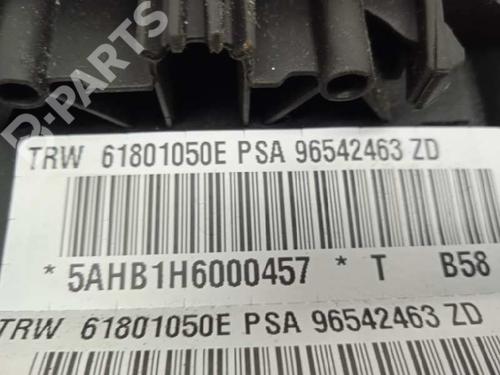 B-PARTS
TRW 61801050E PSA 96542463 ZD
* 5AHB1H6000457 * T B58
TRW 61801050E PSA 96542463 ZD